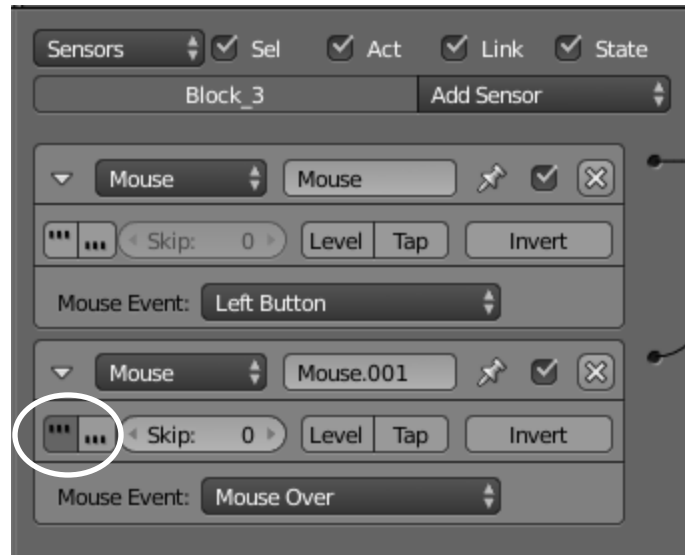 Sensors Sel Act Link State
Block_3 Add Sensor
Mouse Mouse
Skip: 0 Level Tap Invert
Mouse Event: Left Button
Mouse Mouse.001
Skip: 0 Level Tap Invert
Mouse Event: Mouse Over